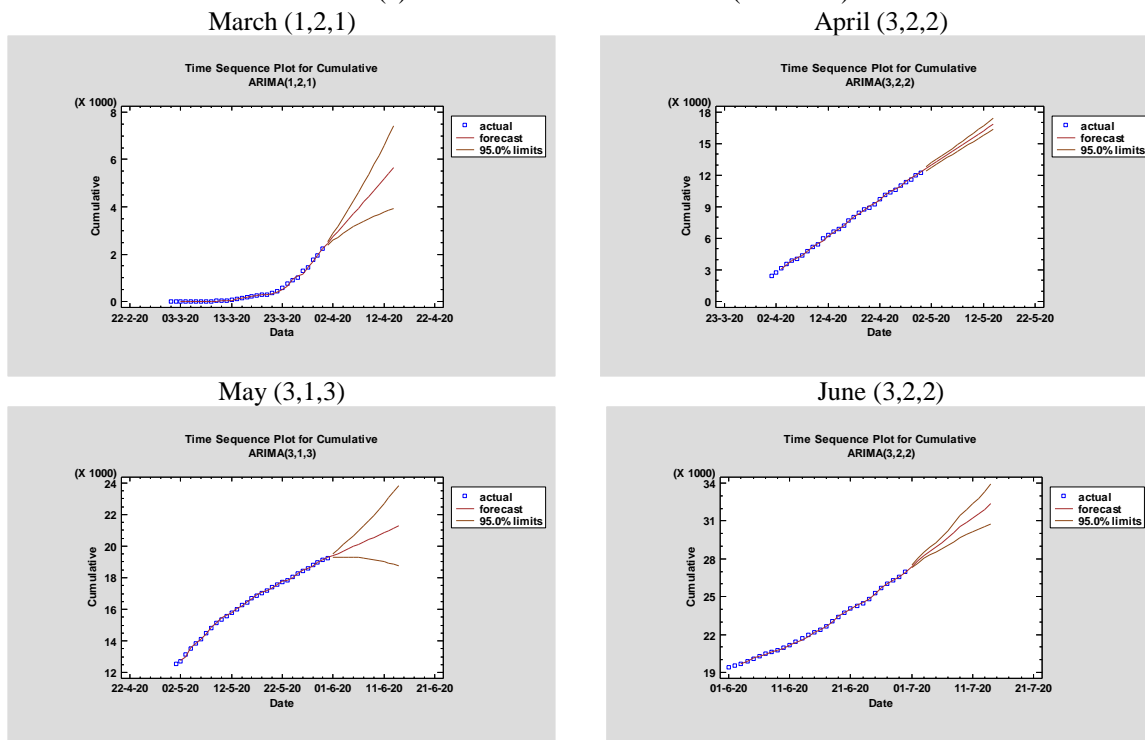 March (1,2,1)
Time Sequence Plot for Cumulative
ARIMA(1,2,1)
(X 1000)
8
6
4
2
0
Cumulative
22-2-20 03-3-20 13-3-20 23-3-20 02-4-20 12-4-20 22-4-20
Data
actual
forecast
95.0% limits
April (3,2,2)
Time Sequence Plot for Cumulative
ARIMA(3,2,2)
(X 1000)
18
15
12
9
6
3
0
Cumulative
23-3-20 02-4-20 12-4-20 22-4-20 02-5-20 12-5-20 22-5-20
Date
actual
forecast
95.0% limits
May (3,1,3)
Time Sequence Plot for Cumulative
ARIMA(3,1,3)
(X 1000)
24
22
20
18
16
14
12
Cumulative
22-4-20 02-5-20 12-5-20 22-5-20 01-6-20 11-6-20 21-6-20
Date
actual
forecast
95.0% limits
June (3,2,2)
Time Sequence Plot for Cumulative
ARIMA(3,2,2)
(X 1000)
34
31
28
25
22
19
Cumulative
01-6-20 11-6-20 21-6-20 01-7-20 11-7-20 21-7-20
Date
actual
forecast
95.0% limits